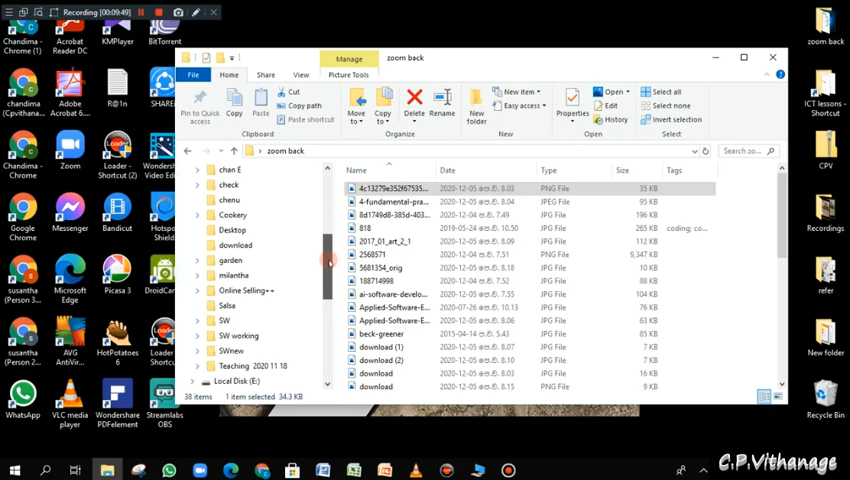 Recording [00:09:49]
Chandima - Chrome (1)
Acrobat Reader DC
KMPlayer
BitTorrent
chandima (Cpvithana...
Adobe Acrobat 6....
R@1n
SHARE
Chandima - Chrome
Zoom
Loader - (2) - Shortcut
Wondersh Video
Google Chrome
Messenger
Bandicut
Hotspo Shield
susantha (Person 3...
Microsoft Edge
Picasa 3
DroidCam
susantha (Person 2...
AVG AntiVir...
HotPotatoes 6
Loader Shortcut
WhatsApp
VLC media player
Wondershare PDFelement
Streamlabs OBS
zoom back
ICT lessons - Shortcut
CPV
Recordings
refer
New folder
Recycle Bin
Manage
zoom back
File
Home
Share
View
Picture Tools
Pin to Quick access
Copy
Paste
Cut
Copy path
Paste shortcut
Clipboard
Move to
Copy to
Delete
Rename
Organize
New folder
New item
Easy access
New
Properties
Open
Edit
History
Open
Select all
Select none
Invert selection
Select
zoom back
Search zo...
chan E
check
chenu
Cookery
Desktop
download
garden
milantha
Online Selling++
Salsa
SW
SW working
SWnew
Teaching 2020 11 18
Local Disk (E:)
Name Date Type Size Tags
4c13279e352f67535... 2020-12-05 පෙ.ව. 8.03 PNG File 35 KB
4-fundamental-pra... 2020-12-05 පෙ.ව. 8.04 JPEG File 95 KB
8d1749d8-385d-403... 2020-12-04 ප.ව. 7.49 JPG File 196 KB
818 2019-05-24 ප.ව. 10.50 JPG File 265 KB coding; co...
2017_01_art_2_1 2020-12-05 පෙ.ව. 8.09 JPG File 112 KB
2568571 2020-12-04 ප.ව. 7.51 PNG File 9,347 KB
5681354_orig 2020-12-05 පෙ.ව. 8.18 JPG File 10 KB
188714998 2020-12-04 ප.ව. 7.52 JPG File 88 KB
ai-software-develo... 2020-12-05 පෙ.ව. 7.55 JPG File 104 KB
Applied-Software-E... 2020-07-26 ප.ව. 10.13 JPG File 76 KB
Applied-Software-E... 2020-12-05 පෙ.ව. 8.06 JPG File 63 KB
beck-greener 2015-04-14 ප.ව. 5.43 JPG File 85 KB
download (1) 2020-12-05 පෙ.ව. 8.07 JPG File 7 KB
download (2) 2020-12-05 පෙ.ව. 8.10 JPG File 7 KB
download 2020-12-05 පෙ.ව. 8.03 JPG File 16 KB
download 2020-12-05 පෙ.ව. 8.15 PNG File 9 KB
38 items 1 item selected 34.3 KB
C.P.Vithanage